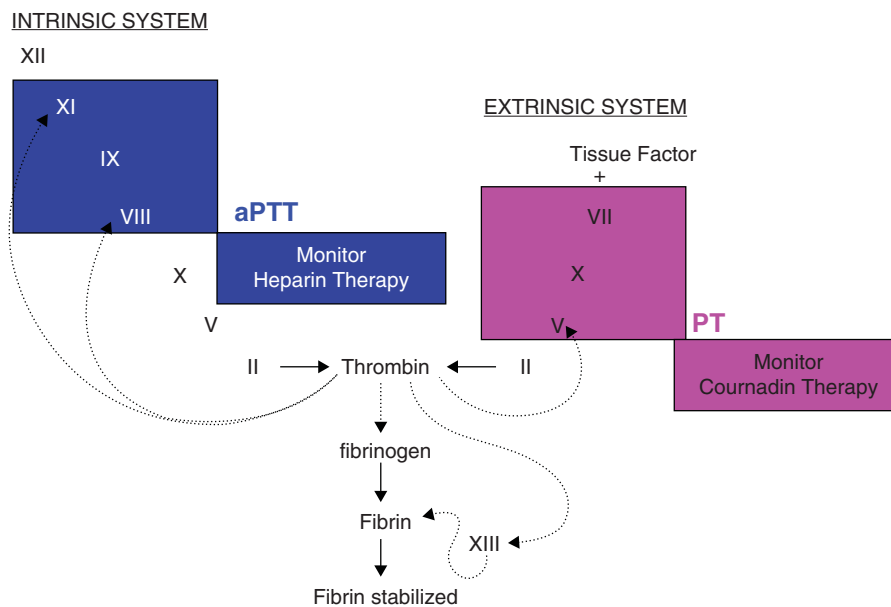 INTRINSIC SYSTEM
XII
XI
IX
VIII
aPTT
Monitor
Heparin Therapy
X
V
EXTRINSIC SYSTEM
Tissue Factor
+
VII
X
V
PT
Monitor
Cournadin Therapy
II
Thrombin
II
fibrinogen
Fibrin
XIII
Fibrin stabilized